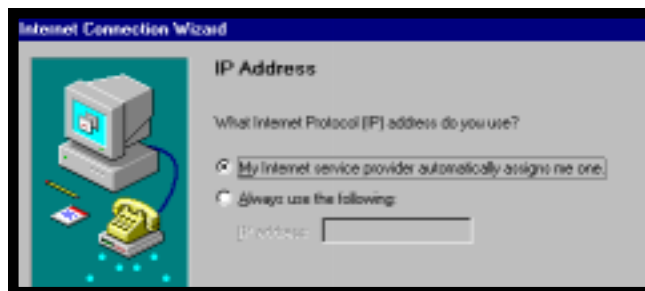 Internet Connection Wizard
IP Address
What Internet Protocol (IP) address do you use?
My Internet service provider automatically assigns me one.
Always use the following:
IP address: